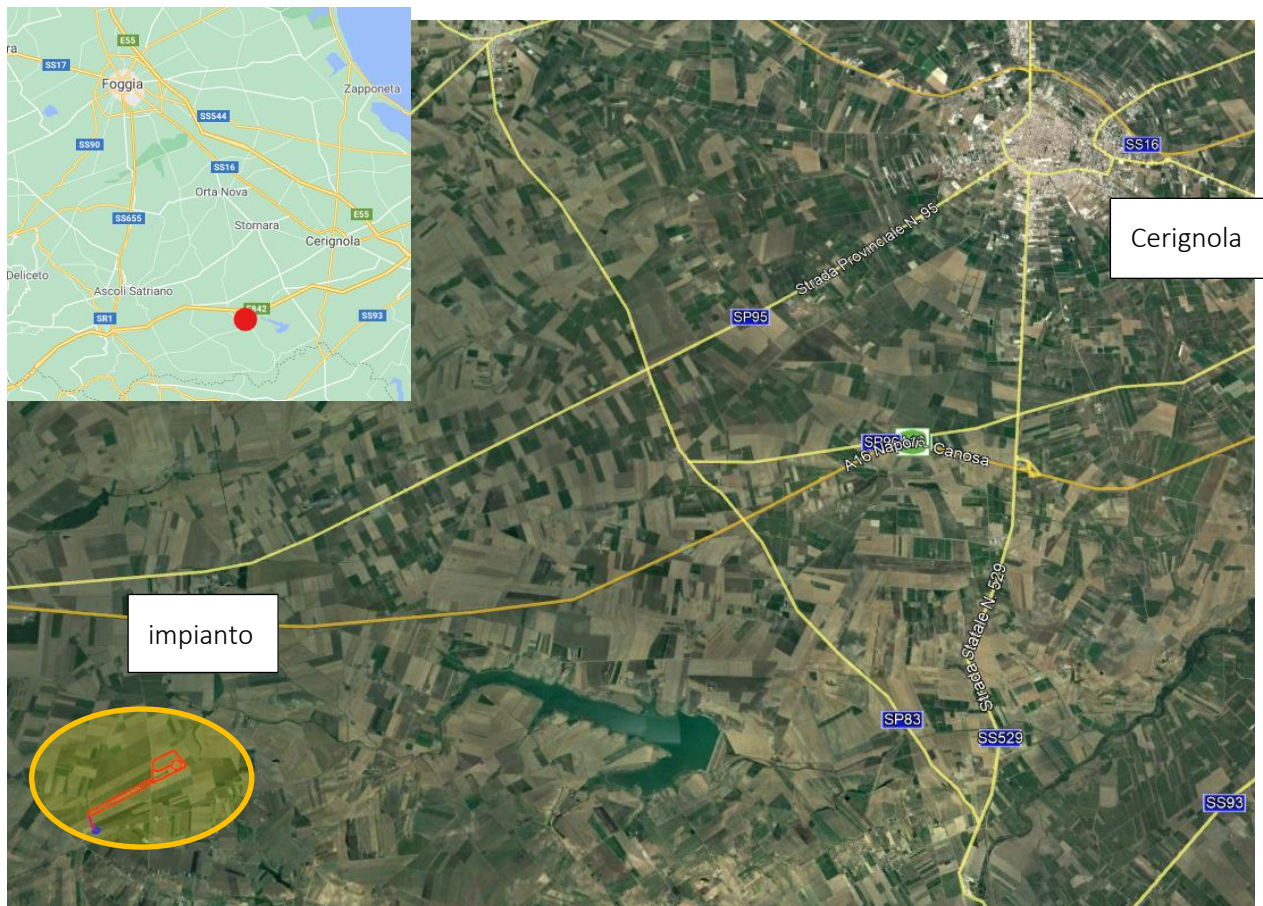 E55
SS17
Foggia
Zapponeta
SS544
SS90
SS16
Orta Nova
SS655
Stornara
E55
Cerignola
Deliceto
Ascoli Satriano
SR1
SS93
SS16
Cerignola
Strada Provinciale N. 95
SP95
A16 Napoli - Canosa
impianto
Strada Statale N. 529
SP83
SS529
SS93